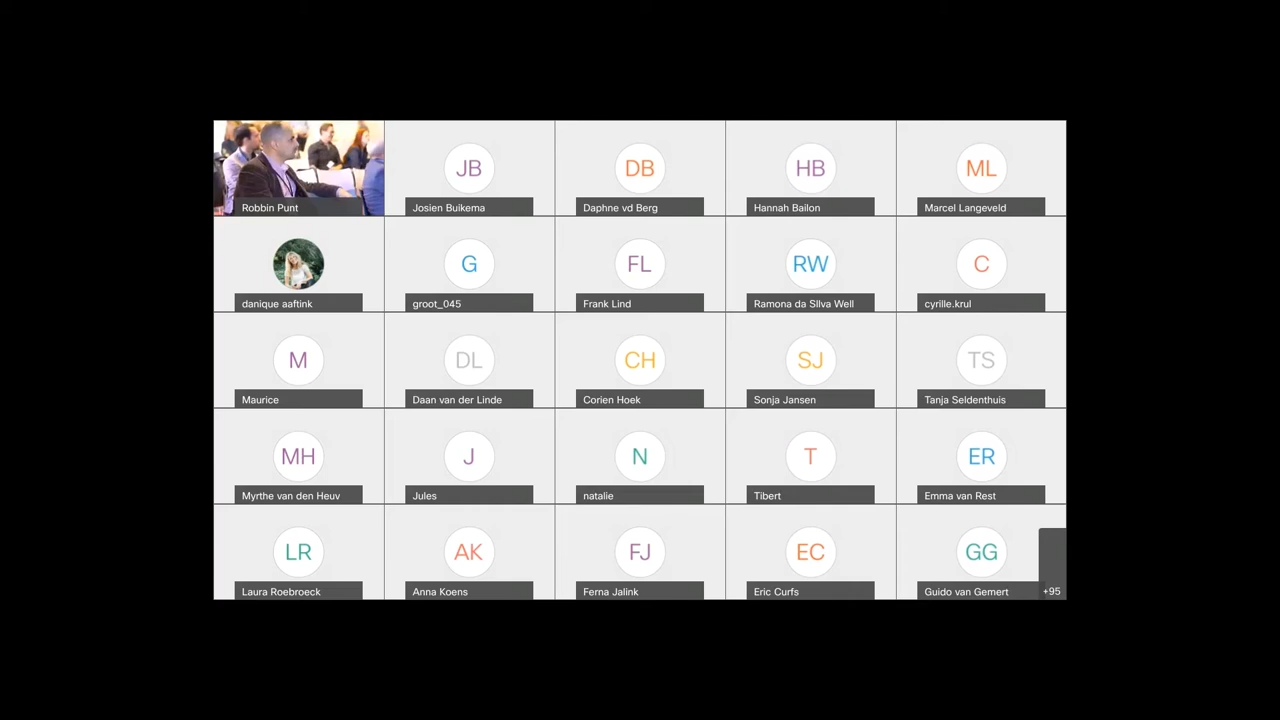 Robbin Punt
JB
Josien Buikema
DB
Daphne vd Berg
HB
Hannah Bailon
ML
Marcel Langeveld
danique aaftink
G
groot_045
FL
Frank Lind
RW
Ramona da SIlva Well
C
cyrille.krul
M
Maurice
DL
Daan van der Linde
CH
Corien Hoek
SJ
Sonja Jansen
TS
Tanja Seldenthuis
MH
Myrthe van den Heuv
J
Jules
N
natalie
T
Tibert
ER
Emma van Rest
LR
Laura Roebroeck
AK
Anna Koens
FJ
Ferna Jalink
EC
Eric Curfs
GG
Guido van Gemert
+95